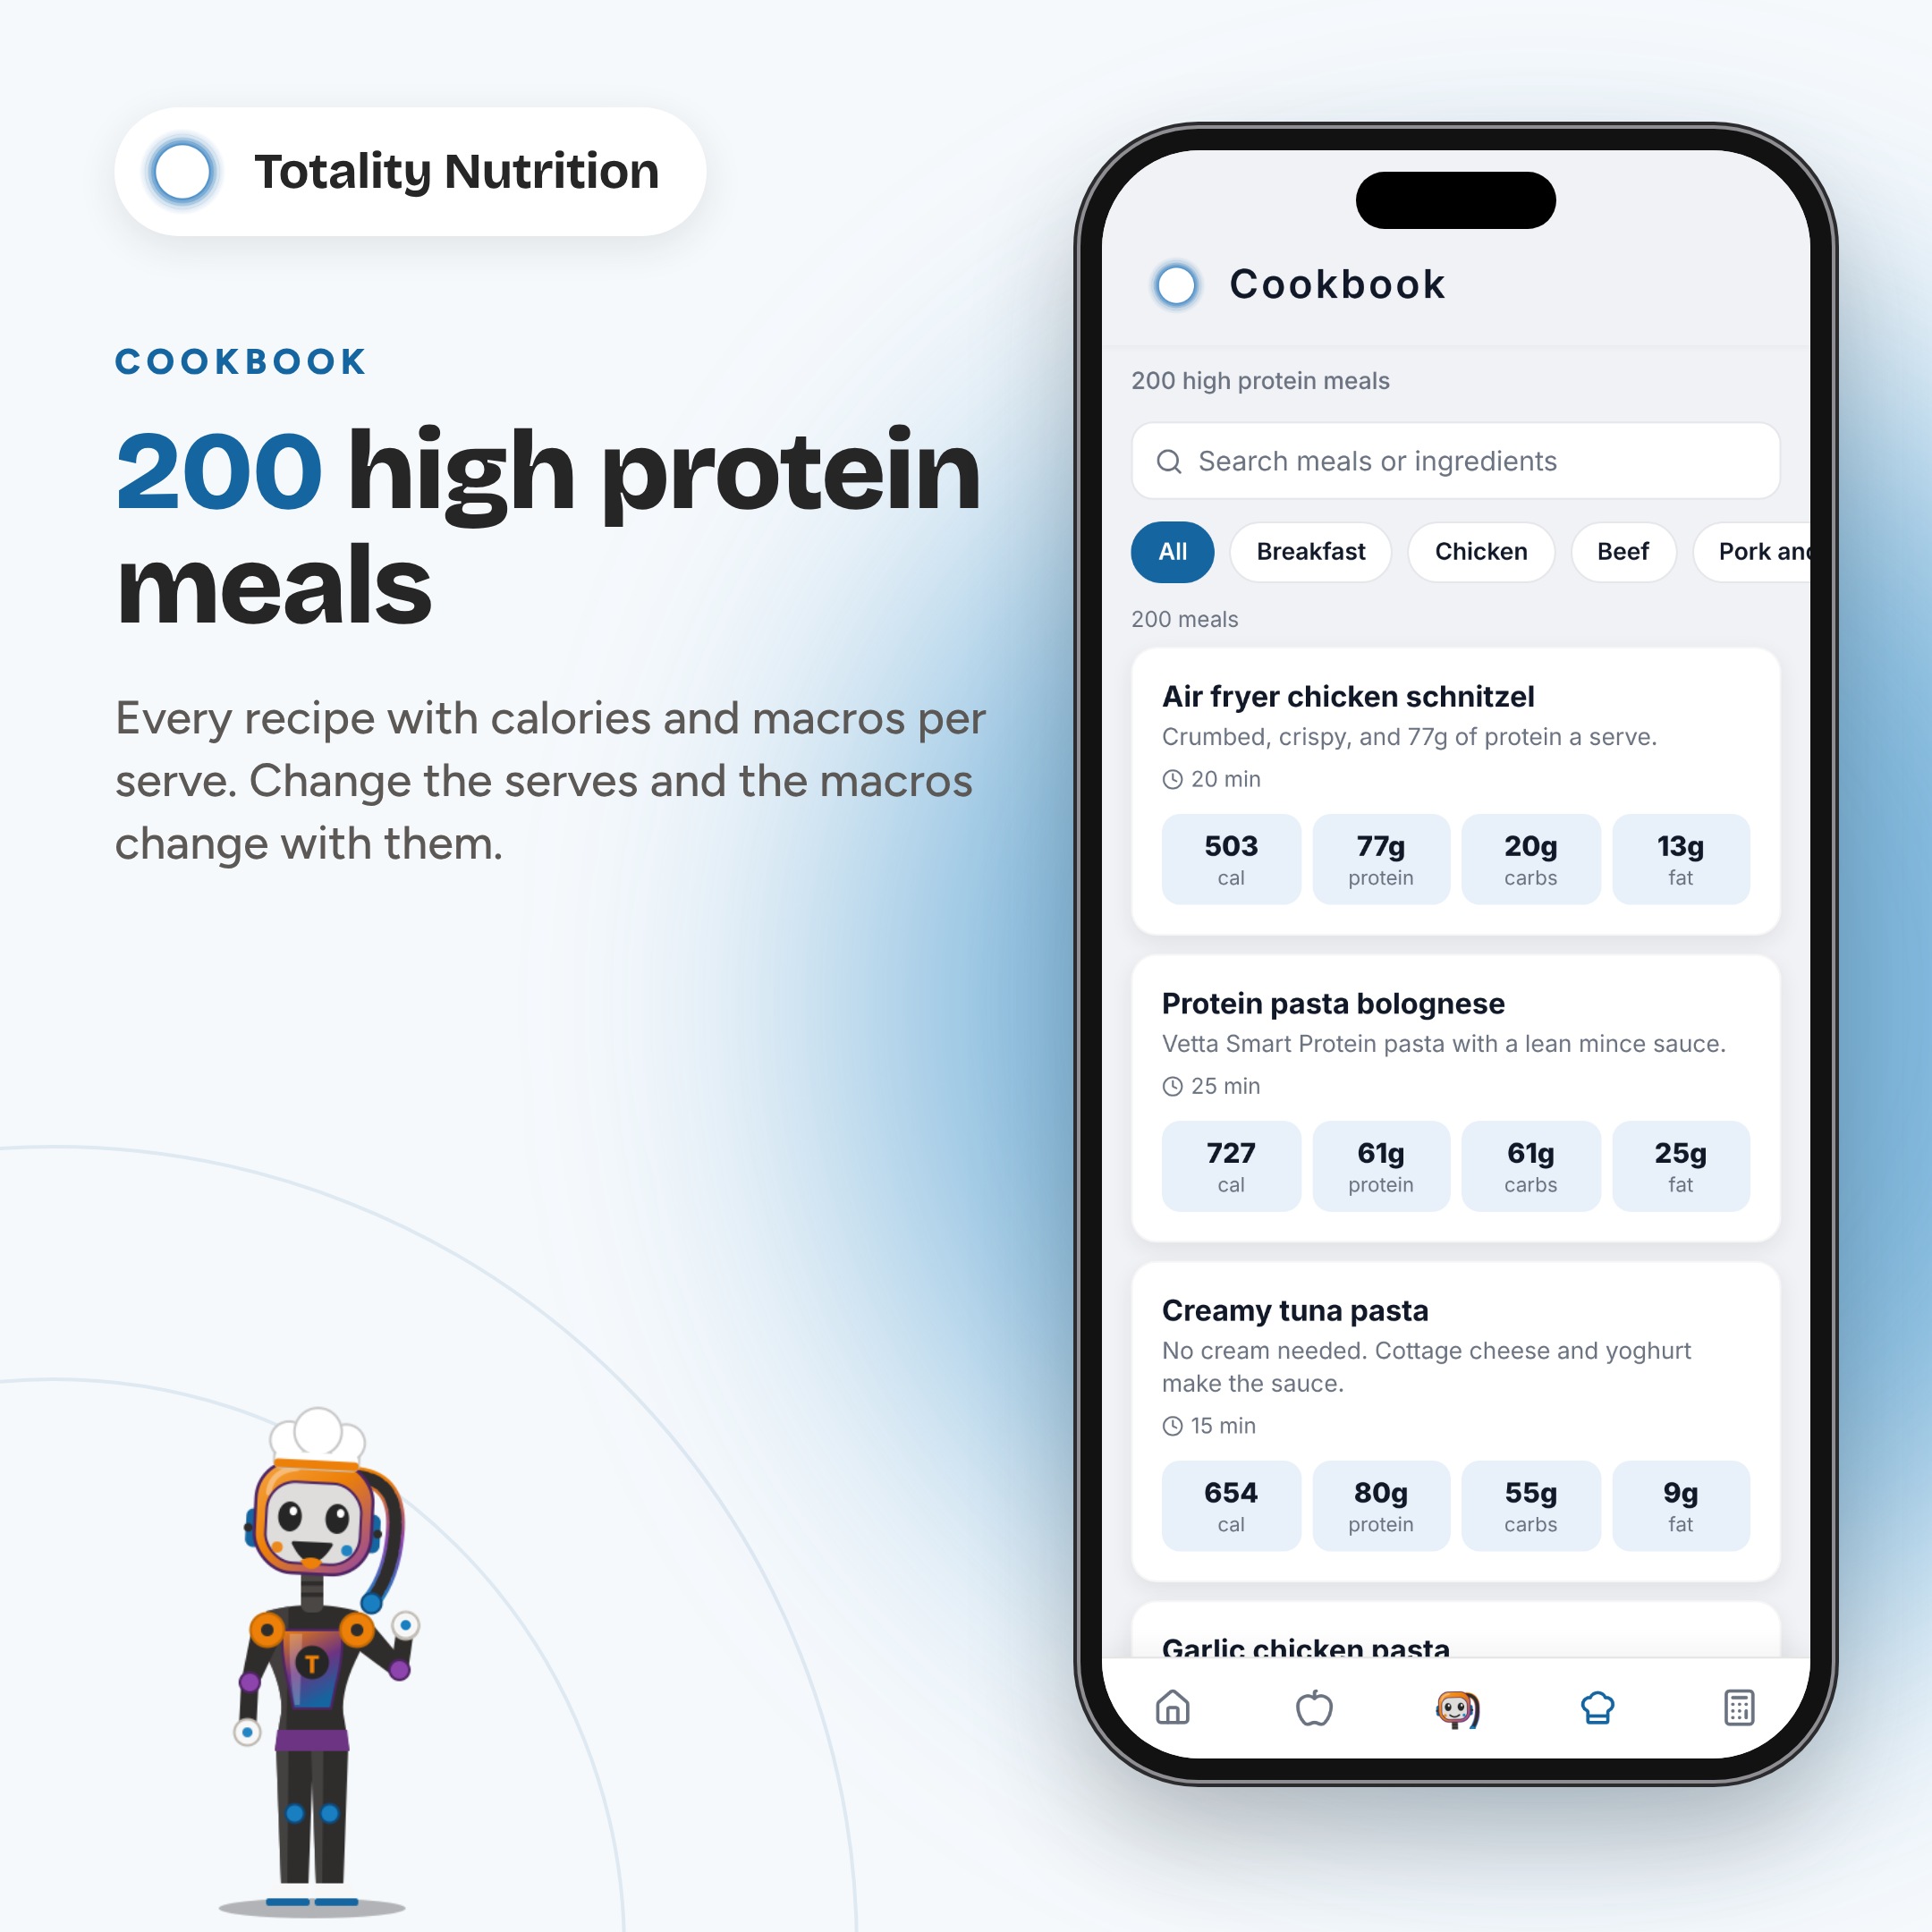 Totality Nutrition
COOKBOOK
200 high protein
meals
Every recipe with calories and macros per
serve. Change the serves and the macros
change with them.
Cookbook
200 high protein meals
Search meals or ingredients
All Breakfast Chicken Beef Pork and
200 meals
Air fryer chicken schnitzel
Crumbed, crispy, and 77g of protein a serve.
20 min
503 77g 20g 13g
cal protein carbs fat
Protein pasta bolognese
Vetta Smart Protein pasta with a lean mince sauce.
25 min
727 61g 61g 25g
cal protein carbs fat
Creamy tuna pasta
No cream needed. Cottage cheese and yoghurt
make the sauce.
15 min
654 80g 55g 9g
cal protein carbs fat
Garlic chicken pasta
T